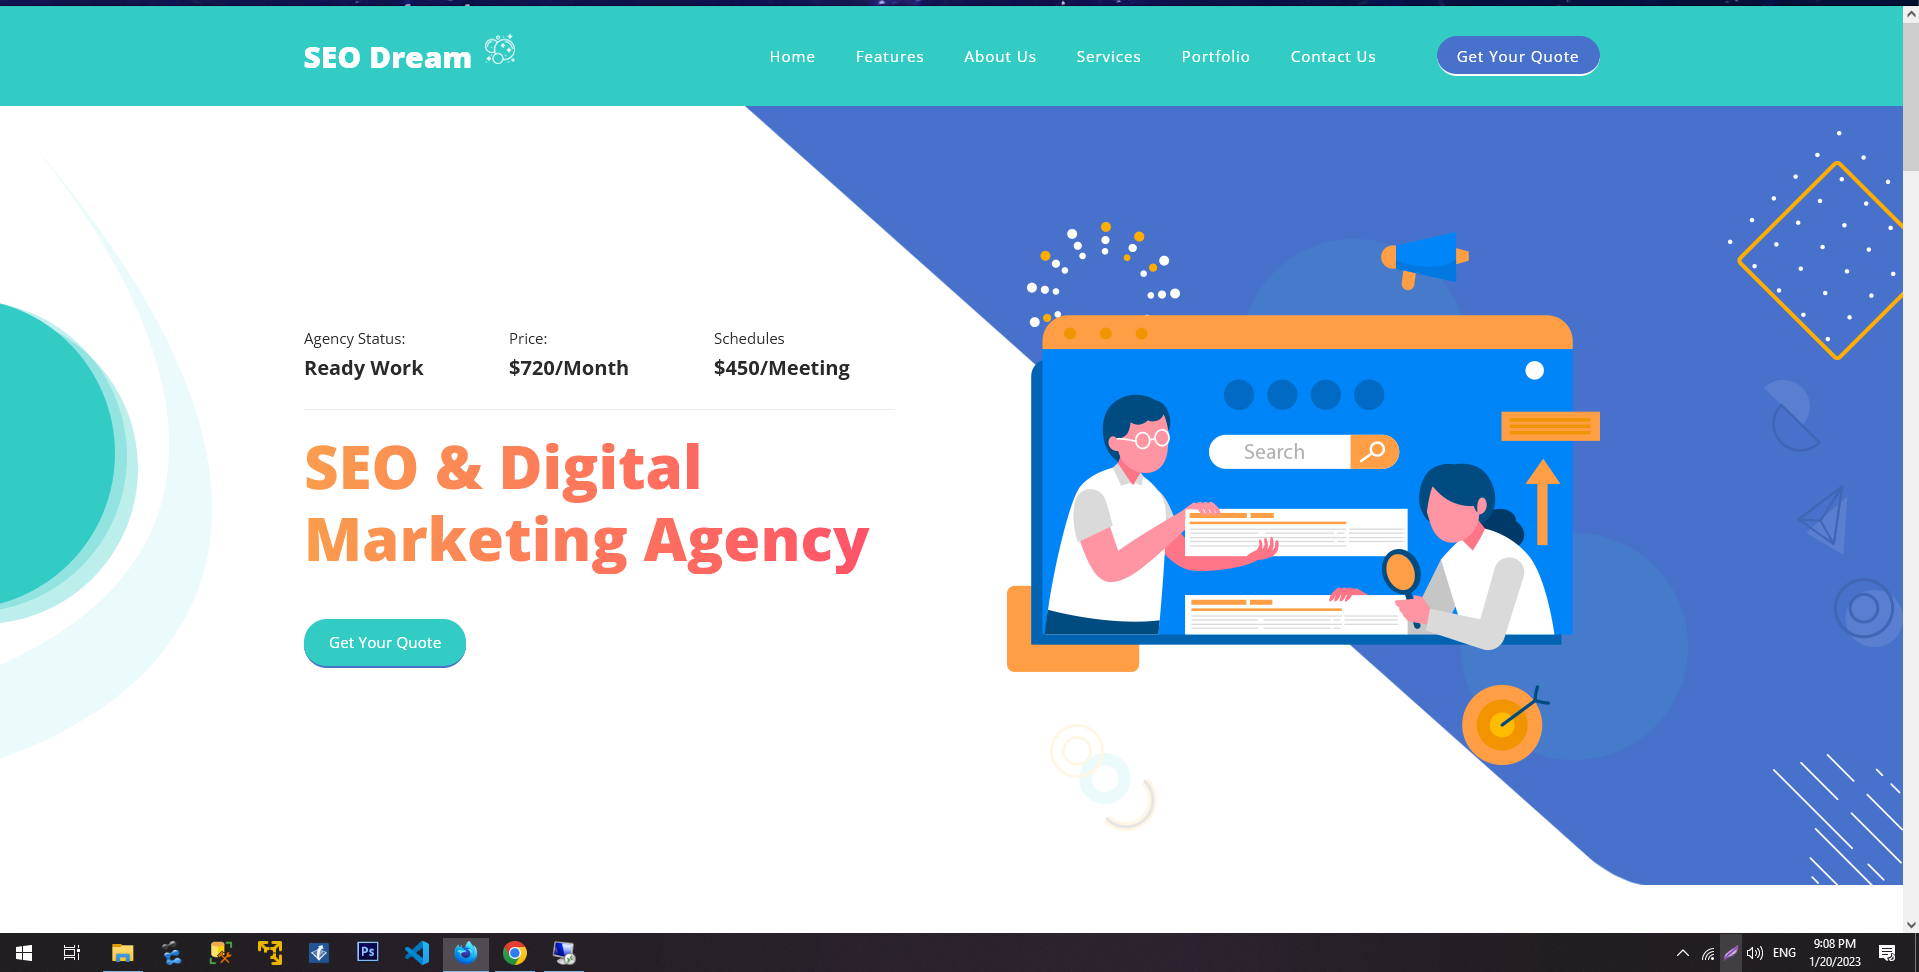 SEO Dream
Home Features About Us Services Portfolio Contact Us Get Your Quote
Agency Status: Price: Schedules
Ready Work $720/Month $450/Meeting
SEO & Digital
Marketing Agency
Get Your Quote
Search
Ps
ENG
9:08 PM
1/20/2023